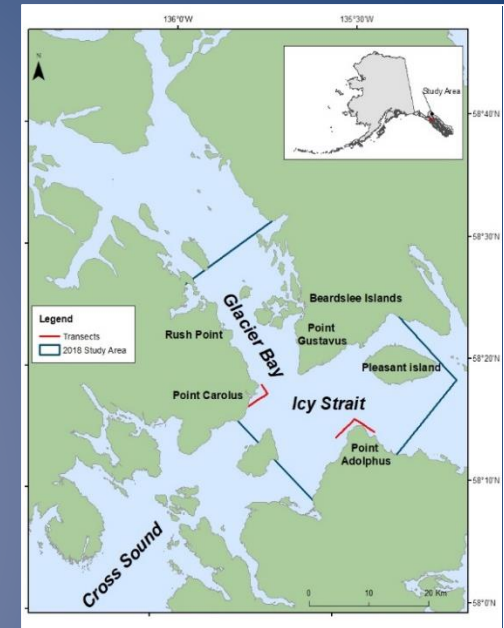 136°0'W
135°30'W
N
Study Area
58°40'N
58°30'N
Glacier Bay
Beardslee Islands
Legend
Transects
2018 Study Area
Rush Point
Point
Gustavus
58°20'N
Pleasant island
Point Carolus
Icy Strait
Point
Adolphus
58°10'N
Cross Sound
0 10 20 Km
58°0'N